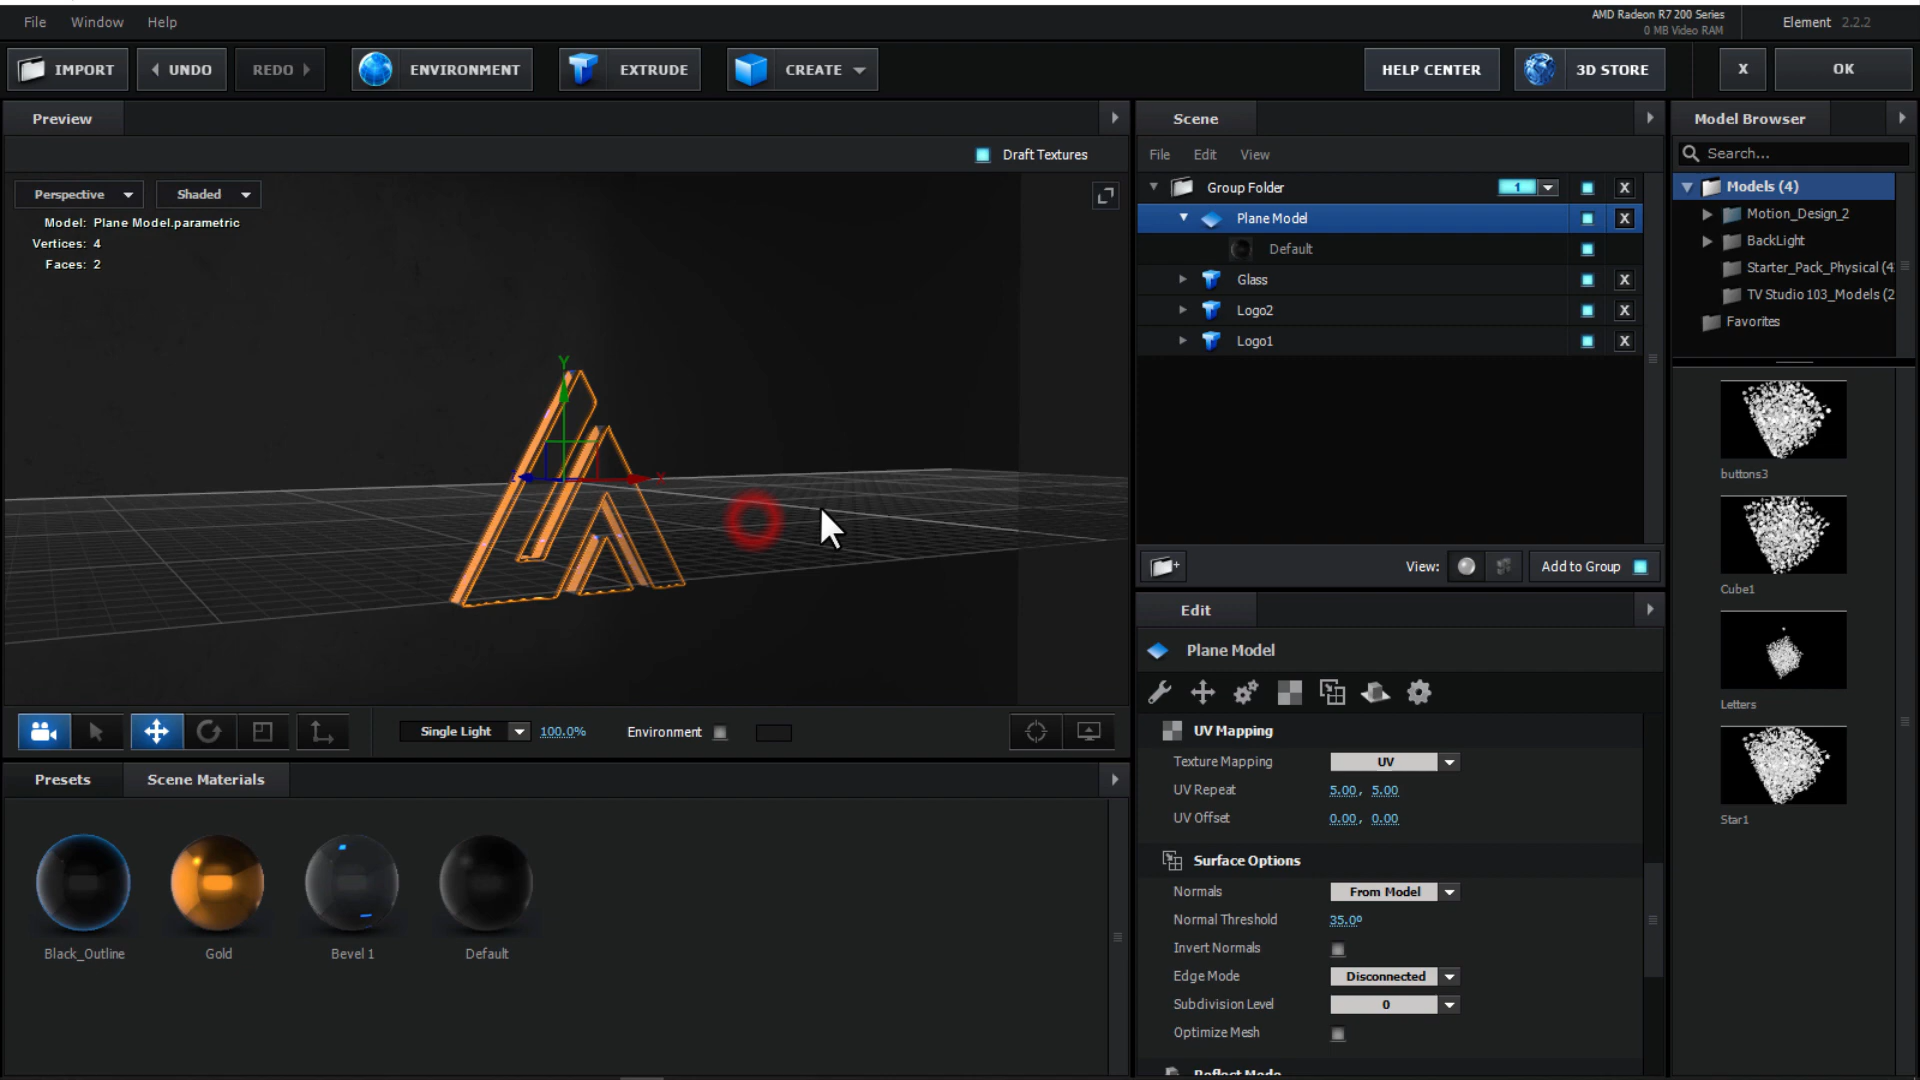 File Window Help
AMD Radeon R7 200 Series
0 MB Video RAM
Element 2.2.2
IMPORT
UNDO
REDO
ENVIRONMENT
EXTRUDE
CREATE
HELP CENTER
3D STORE
X
OK
Preview
Draft Textures
Perspective
Shaded
Model: Plane Model.parametric
Vertices: 4
Faces: 2
Y
X
Single Light
100.0%
Environment
Presets
Scene Materials
Black_Outline
Gold
Bevel 1
Default
Scene
File Edit View
Group Folder 1 X
Plane Model X
Default
Glass X
Logo2 X
Logo1 X
View:
Add to Group
Edit
Plane Model
UV Mapping
Texture Mapping UV
UV Repeat 5.00, 5.00
UV Offset 0.00, 0.00
Surface Options
Normals From Model
Normal Threshold 35.0º
Invert Normals
Edge Mode Disconnected
Subdivision Level 0
Optimize Mesh
Reflect Mode
Model Browser
Search...
Models (4)
Motion_Design_2
BackLight
Starter_Pack_Physical (4
TV Studio 103_Models (2
Favorites
buttons3
Cube1
Letters
Star1